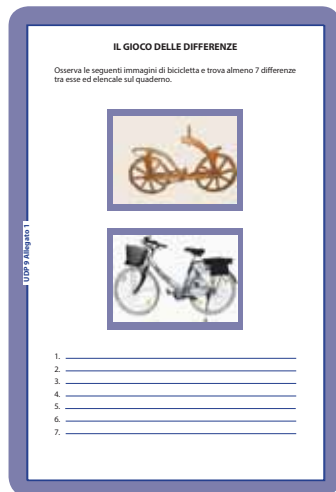 IL GIOCO DELLE DIFFERENZE
Osserva le seguenti immagini di bicicletta e trova almeno 7 differenze
tra esse ed elencale sul quaderno.
UDP 9 Allegato 1
1.
2.
3.
4.
5.
6.
7.